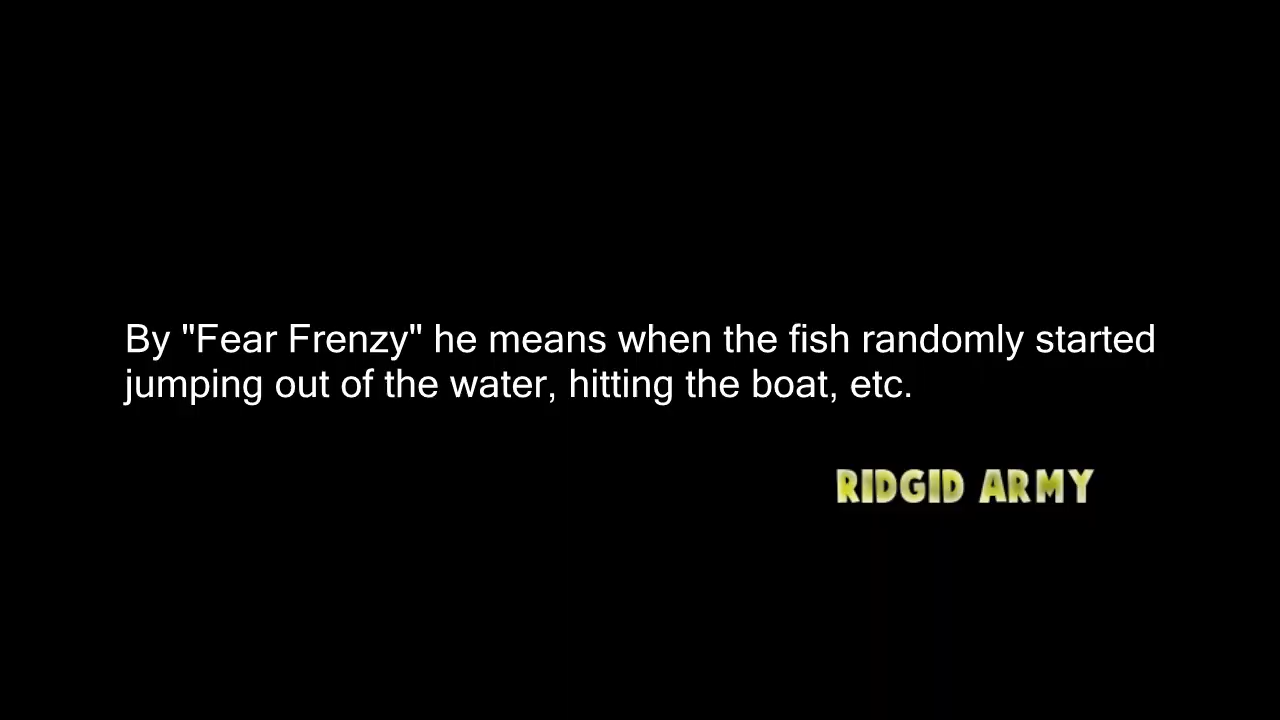 By "Fear Frenzy" he means when the fish randomly started
jumping out of the water, hitting the boat, etc.
RIDGID ARMY